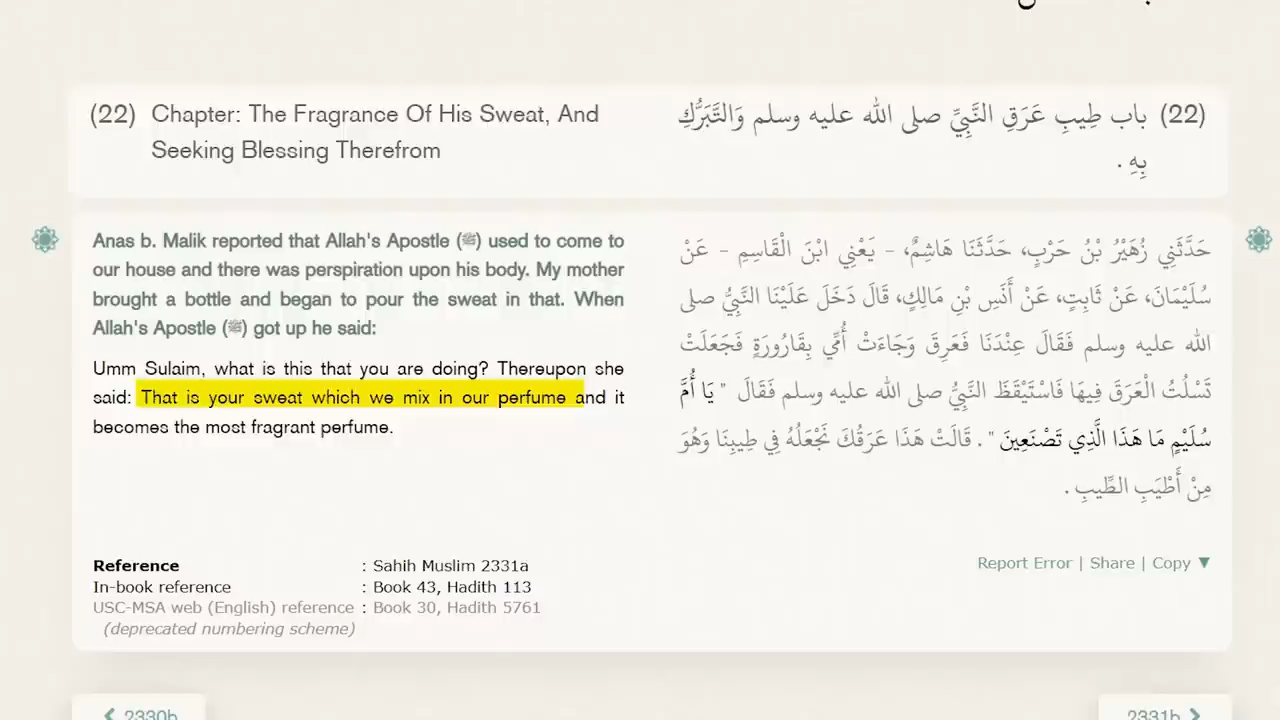 (22) Chapter: The Fragrance Of His Sweat, And
Seeking Blessing Therefrom
(22) باب طِيبِ عَرَقِ النَّبِيِّ صلى الله عليه وسلم وَالتَّبَرُّكِ
بِهِ ‏.‏
Anas b. Malik reported that Allah's Apostle (ﷺ) used to come to
our house and there was perspiration upon his body. My mother
brought a bottle and began to pour the sweat in that. When
Allah's Apostle (ﷺ) got up he said:
Umm Sulaim, what is this that you are doing? Thereupon she
said: That is your sweat which we mix in our perfume and it
becomes the most fragrant perfume.
حَدَّثَنِي زُهَيْرُ بْنُ حَرْبٍ، حَدَّثَنَا هَاشِمٌ، - يَعْنِي ابْنَ الْقَاسِمِ - عَنْ
سُلَيْمَانَ، عَنْ ثَابِتٍ، عَنْ أَنَسِ بْنِ مَالِكٍ، قَالَ دَخَلَ عَلَيْنَا النَّبِيُّ صلى
الله عليه وسلم فَقَالَ عِنْدَنَا فَعَرِقَ وَجَاءَتْ أُمِّي بِقَارُورَةٍ فَجَعَلَتْ
تَسْلُتُ الْعَرَقَ فِيهَا فَاسْتَيْقَظَ النَّبِيُّ صلى الله عليه وسلم فَقَالَ " يَا أُمَّ
سُلَيْمٍ مَا هَذَا الَّذِي تَصْنَعِينَ " . قَالَتْ هَذَا عَرَقُكَ نَجْعَلُهُ فِي طِيبِنَا وَهُوَ
مِنْ أَطْيَبِ الطِّيبِ .
Reference : Sahih Muslim 2331a
In-book reference : Book 43, Hadith 113
USC-MSA web (English) reference : Book 30, Hadith 5761
(deprecated numbering scheme)
Report Error | Share | Copy ▼
2330b
2331b